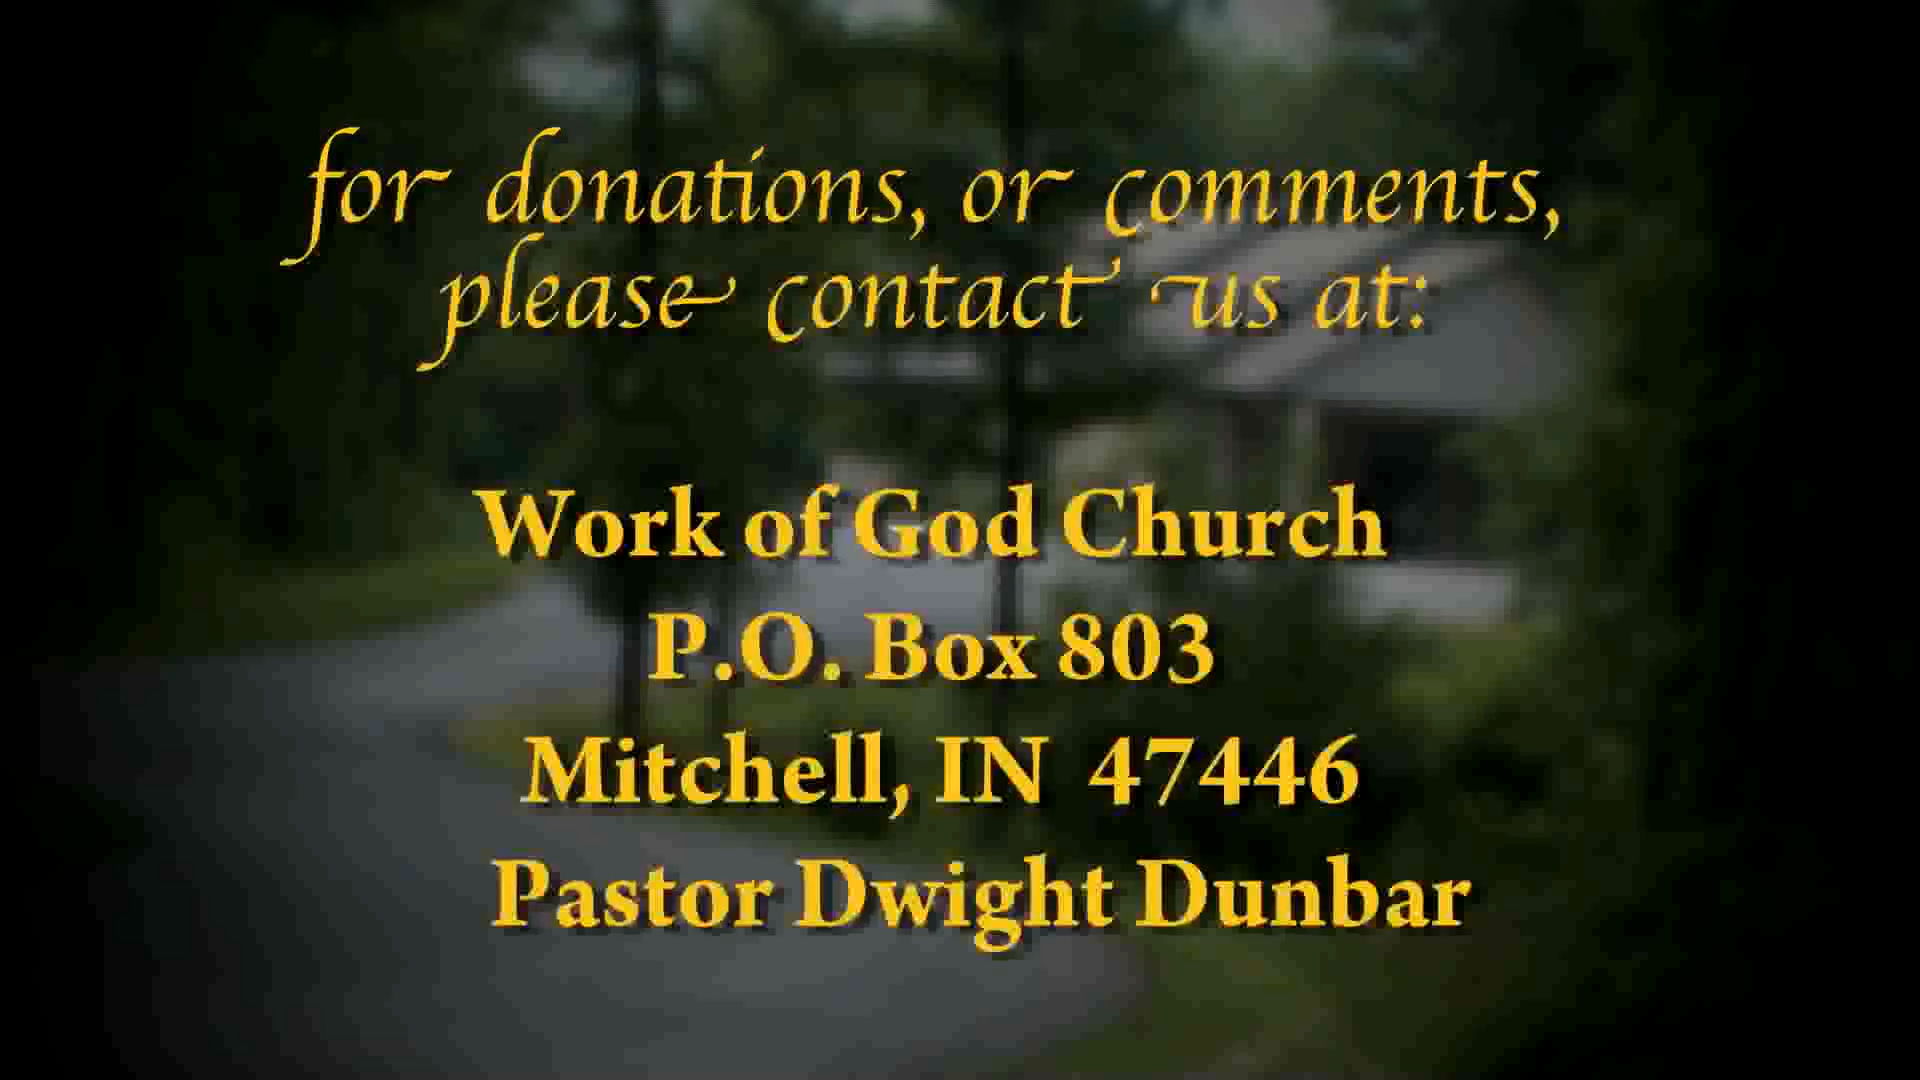 for donations, or comments,
please contact us at:
Work of God Church
P.O. Box 803
Mitchell, IN  47446
Pastor Dwight Dunbar